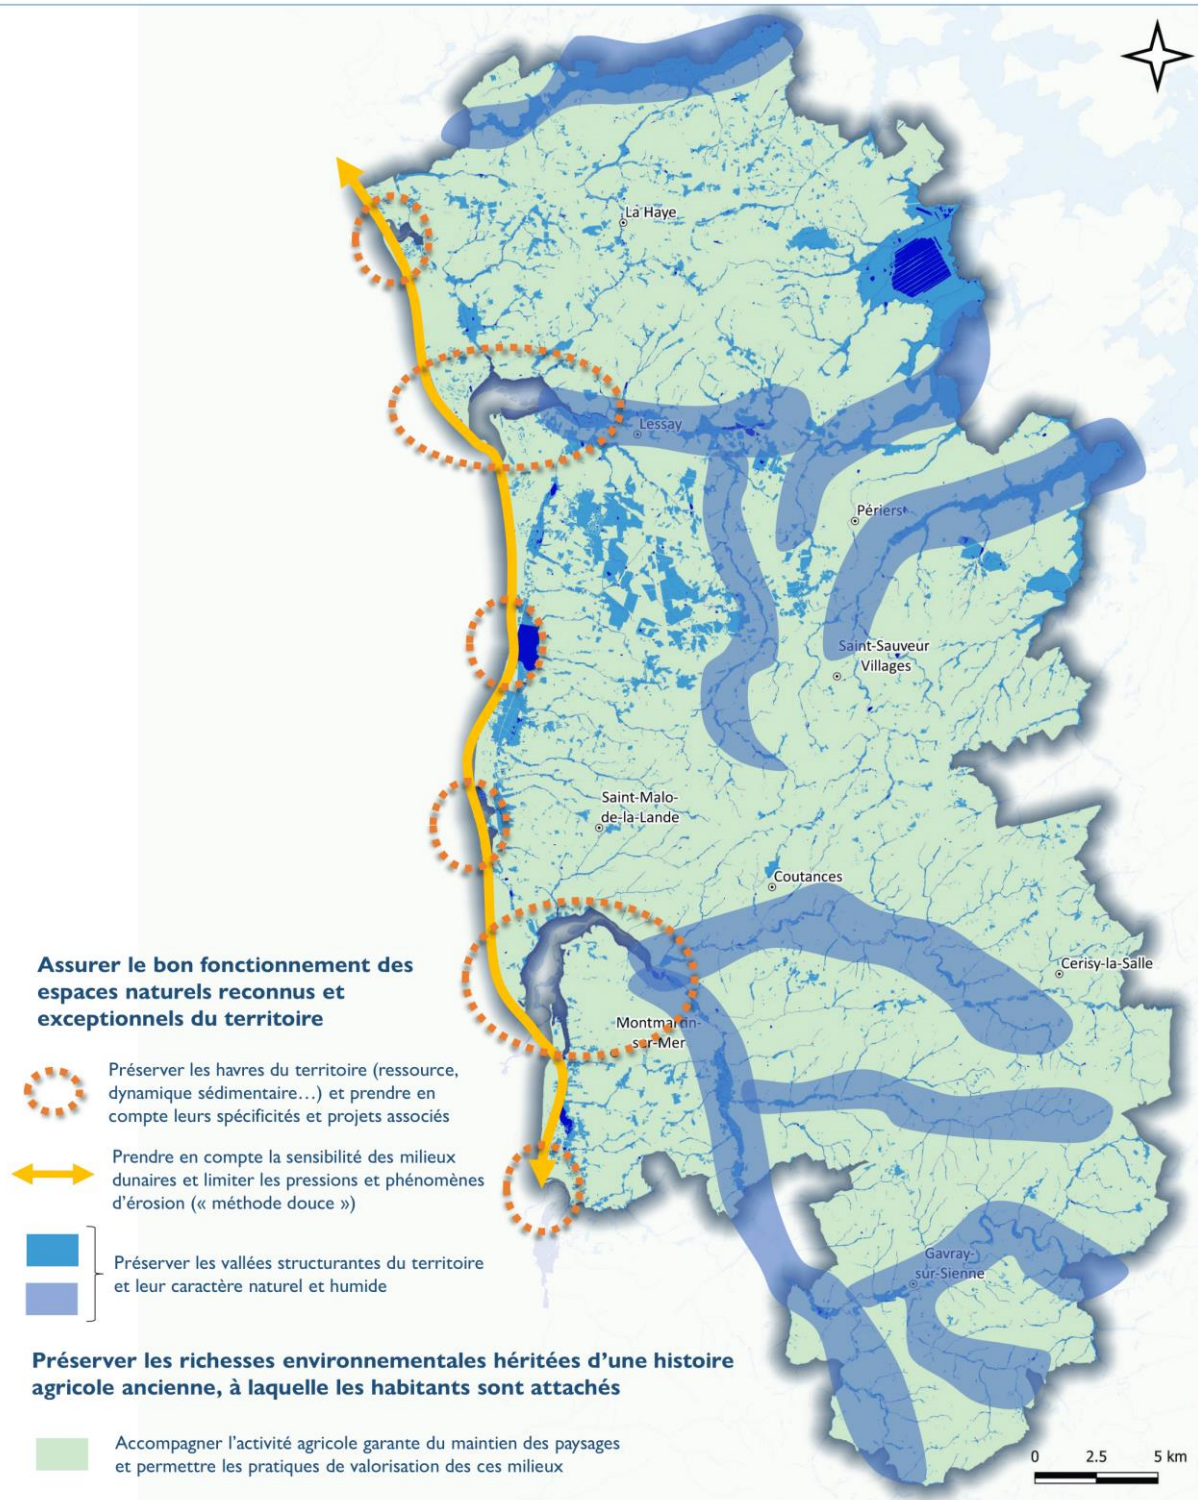 La Haye
Lessay
Périers
Saint-Sauveur
Villages
Saint-Malo-
de-la-Lande
Coutances
Cerisy-la-Salle
Montmartin-
sur-Mer
Gavray-
sur-Sienne
Assurer le bon fonctionnement des
espaces naturels reconnus et
exceptionnels du territoire
Préserver les havres du territoire (ressource,
dynamique sédimentaire…) et prendre en
compte leurs spécificités et projets associés
Prendre en compte la sensibilité des milieux
dunaires et limiter les pressions et phénomènes
d'érosion (« méthode douce »)
Préserver les vallées structurantes du territoire
et leur caractère naturel et humide
Préserver les richesses environnementales héritées d'une histoire
agricole ancienne, à laquelle les habitants sont attachés
Accompagner l'activité agricole garante du maintien des paysages
et permettre les pratiques de valorisation des ces milieux
0 2.5 5 km